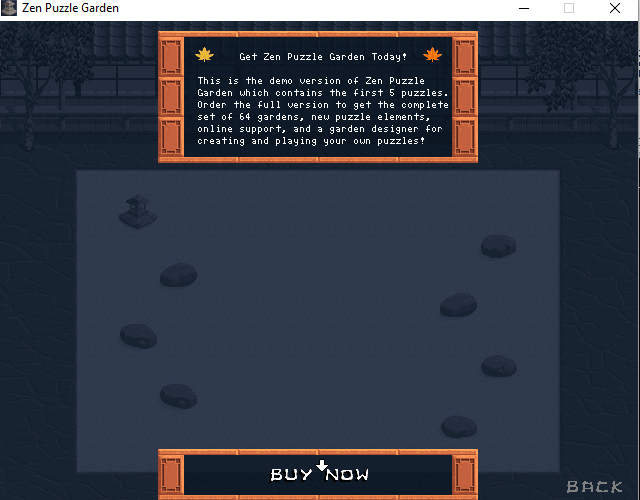 Zen Puzzle Garden
Get Zen Puzzle Garden Today!
This is the demo version of Zen Puzzle
Garden which contains the first 5 puzzles.
Order the full version to get the complete
set of 64 gardens, new puzzle elements,
online support, and a garden designer for
creating and playing your own puzzles!
BUY NOW
BACK